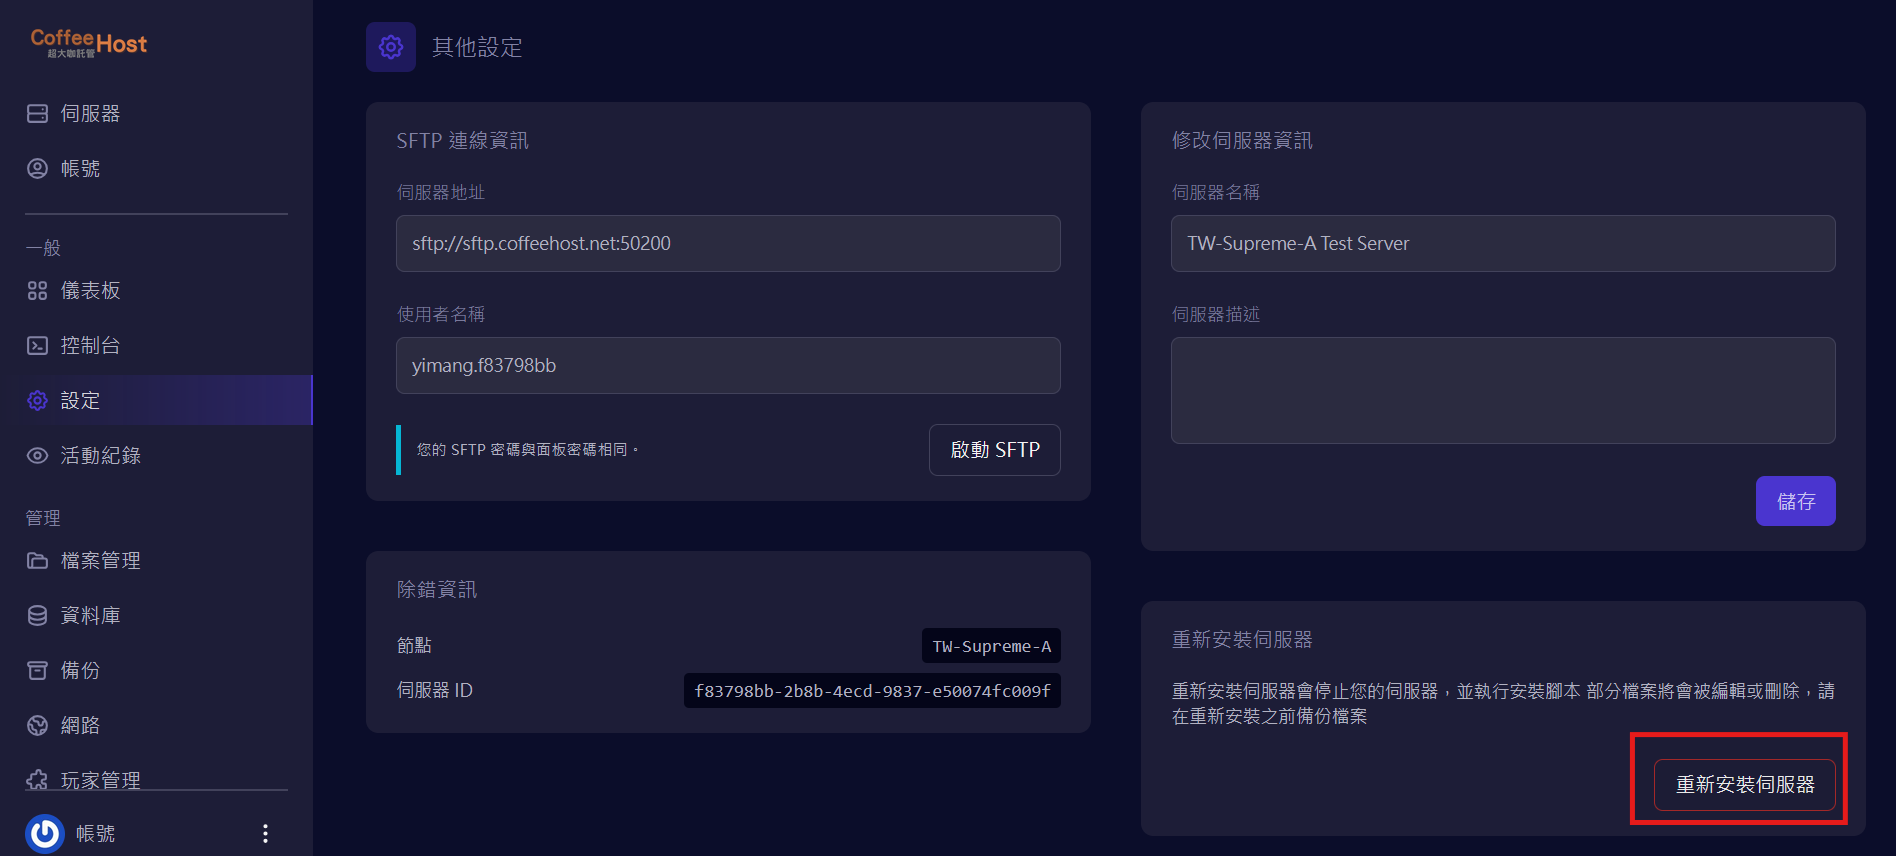 CoffeeHost
超大咖託管
伺服器
帳號
一般
儀表板
控制台
設定
活動紀錄
管理
檔案管理
資料庫
備份
網路
玩家管理
帳號
其他設定
SFTP 連線資訊
伺服器地址
sftp://sftp.coffeehost.net:50200
使用者名稱
yimang.f83798bb
您的 SFTP 密碼與面板密碼相同。
啟動 SFTP
除錯資訊
節點
TW-Supreme-A
伺服器 ID
f83798bb-2b8b-4ecd-9837-e50074fc009f
修改伺服器資訊
伺服器名稱
TW-Supreme-A Test Server
伺服器描述
儲存
重新安裝伺服器
重新安裝伺服器會停止您的伺服器，並執行安裝腳本 部分檔案將會被編輯或刪除，請
在重新安裝之前備份檔案
重新安裝伺服器